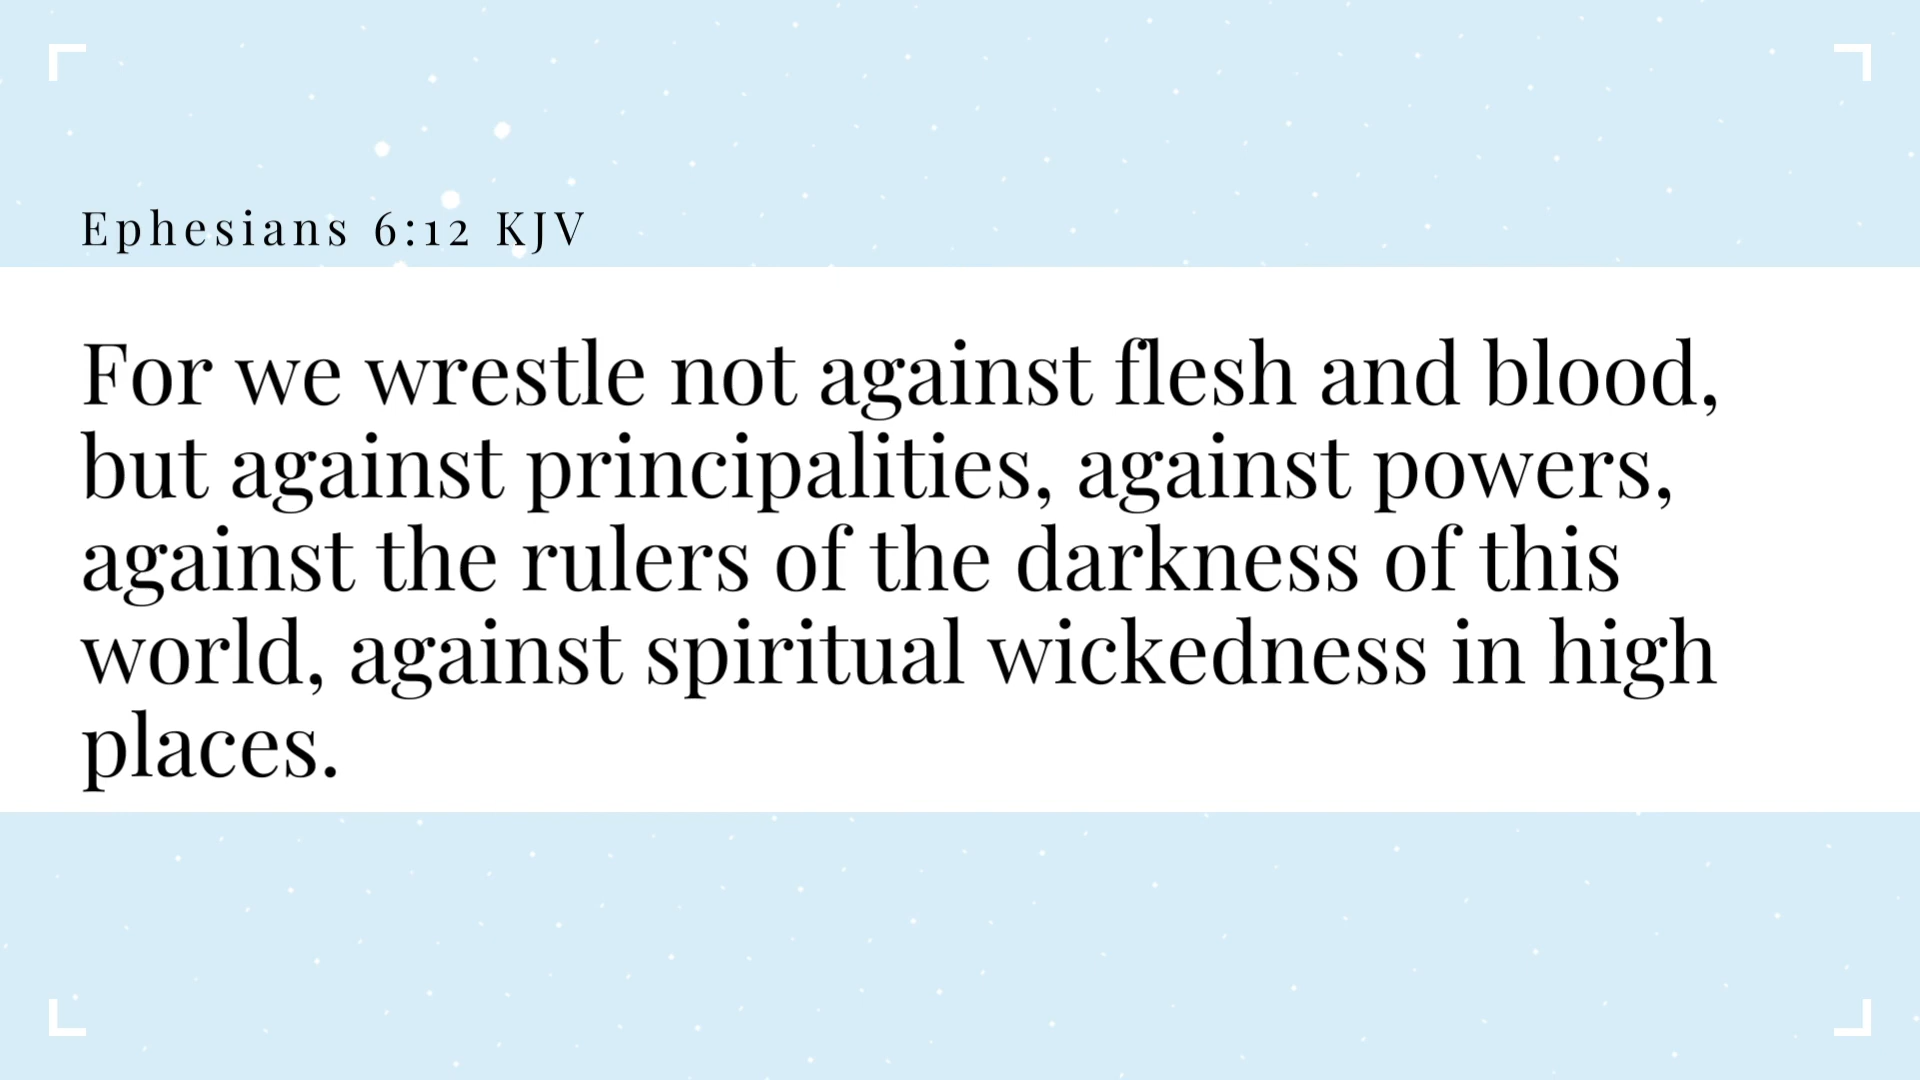 Ephesians 6:12 KJV
For we wrestle not against flesh and blood,
but against principalities, against powers,
against the rulers of the darkness of this
world, against spiritual wickedness in high
places.